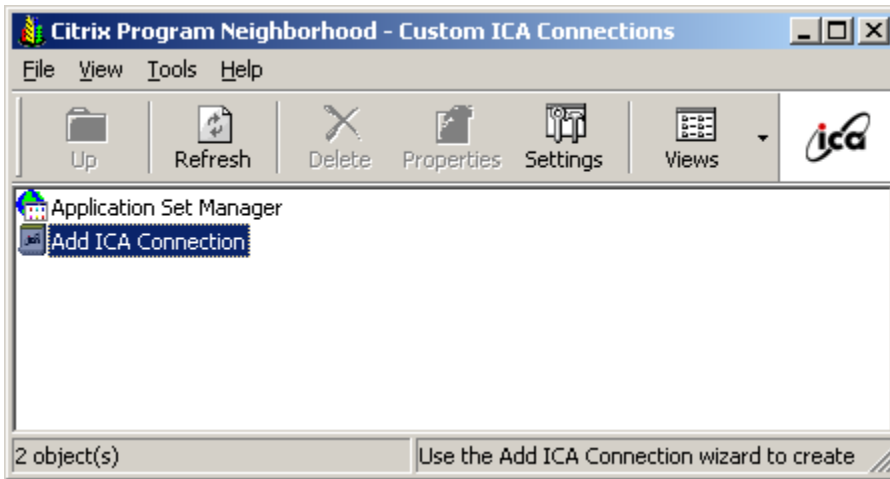 Citrix Program Neighborhood - Custom ICA Connections
File View Tools Help
Up Refresh Delete Properties Settings Views ica
Application Set Manager
Add ICA Connection
2 object(s) Use the Add ICA Connection wizard to create